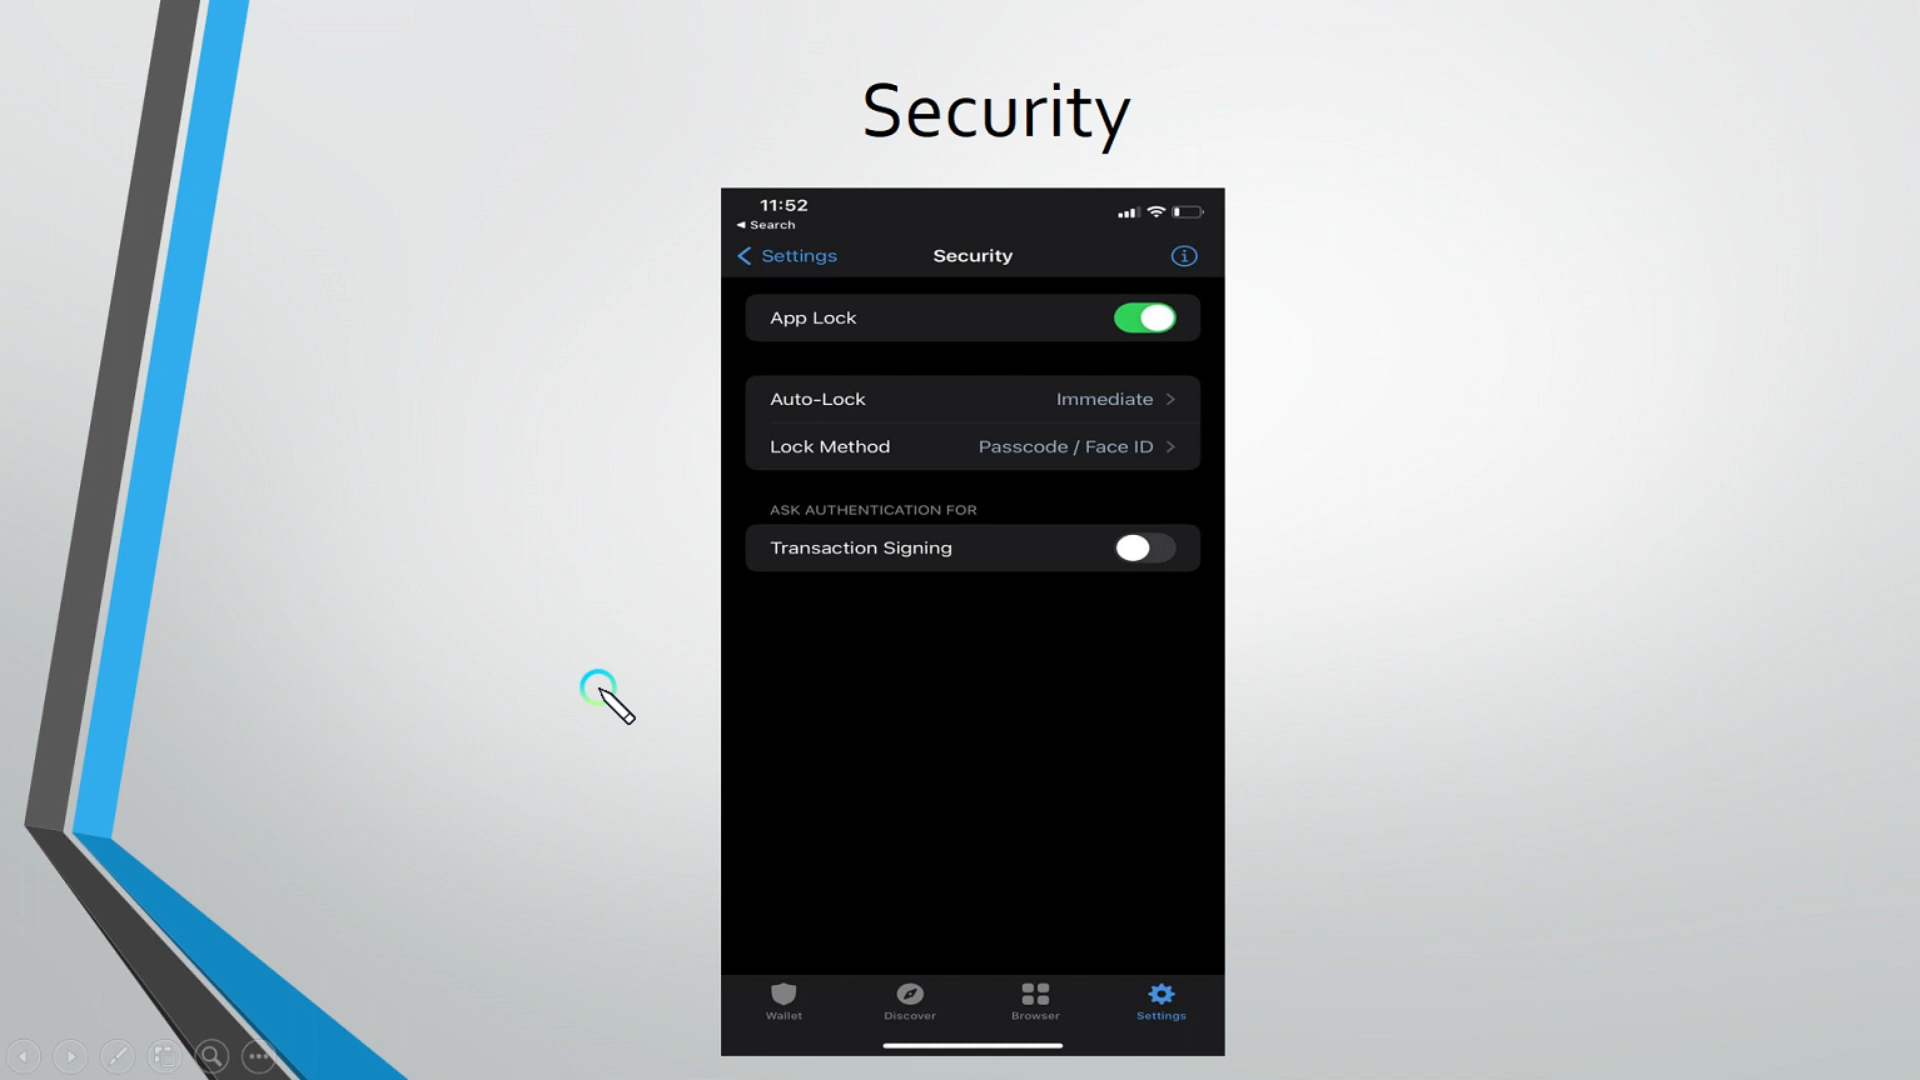 Security
11:52
Search
Settings
Security
App Lock
Auto-Lock Immediate
Lock Method Passcode / Face ID
ASK AUTHENTICATION FOR
Transaction Signing
Wallet Discover Browser Settings